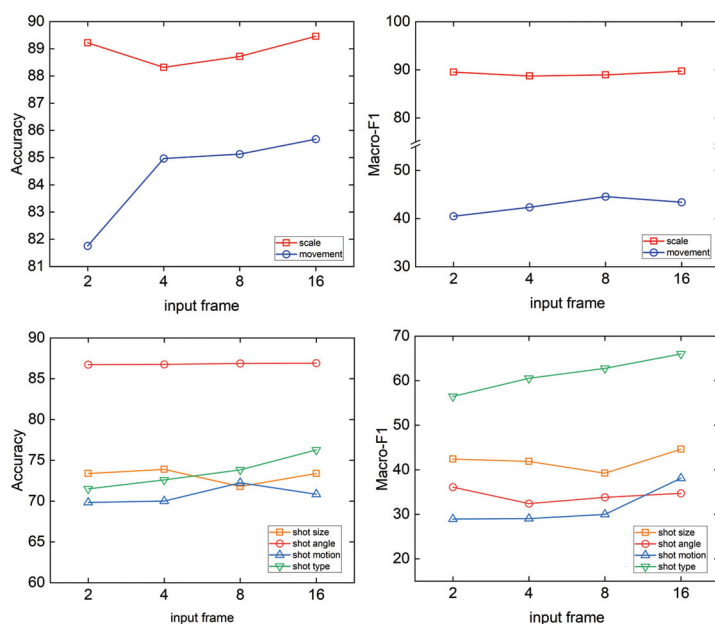 90
89
88
87
86
85
84
83
82
81
Accuracy
2 4 8 16
input frame
scale
movement
100
90
80
50
40
30
Macro-F1
2 4 8 16
input frame
scale
movement
90
85
80
75
70
65
60
Accuracy
2 4 8 16
input frame
shot size
shot angle
shot motion
shot type
70
60
50
40
30
20
Macro-F1
2 4 8 16
input frame
shot size
shot angle
shot motion
shot type